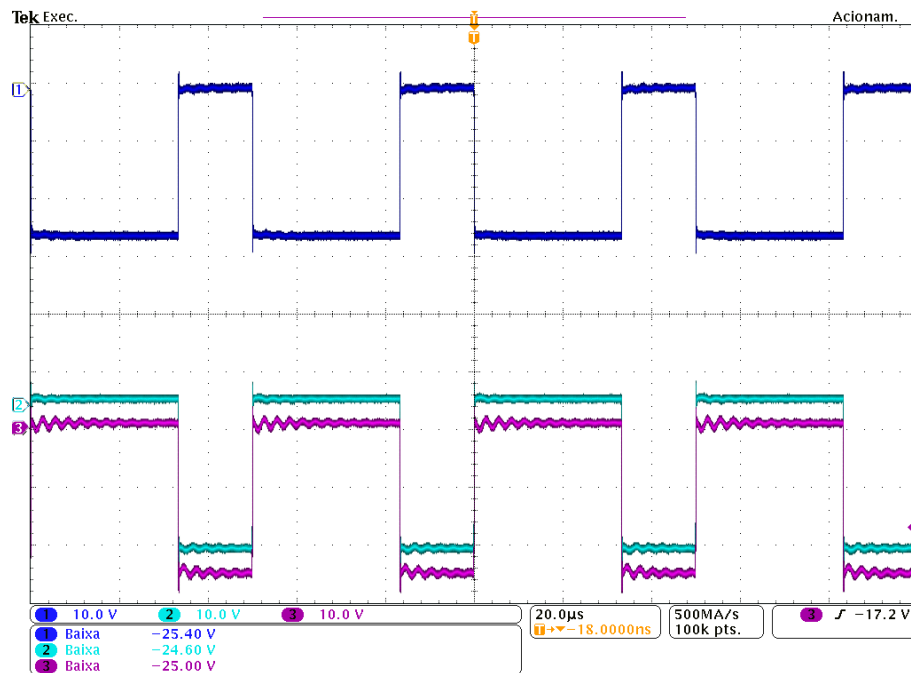 Tek Exec. Acionam.
T
T
1
2
3
1 10.0 V 2 10.0 V 3 10.0 V
20.0µs
T→▼−18.0000ns
500MA/s
100k pts.
3 ∫ −17.2 V
1 Baixa −25.40 V
2 Baixa −24.60 V
3 Baixa −25.00 V